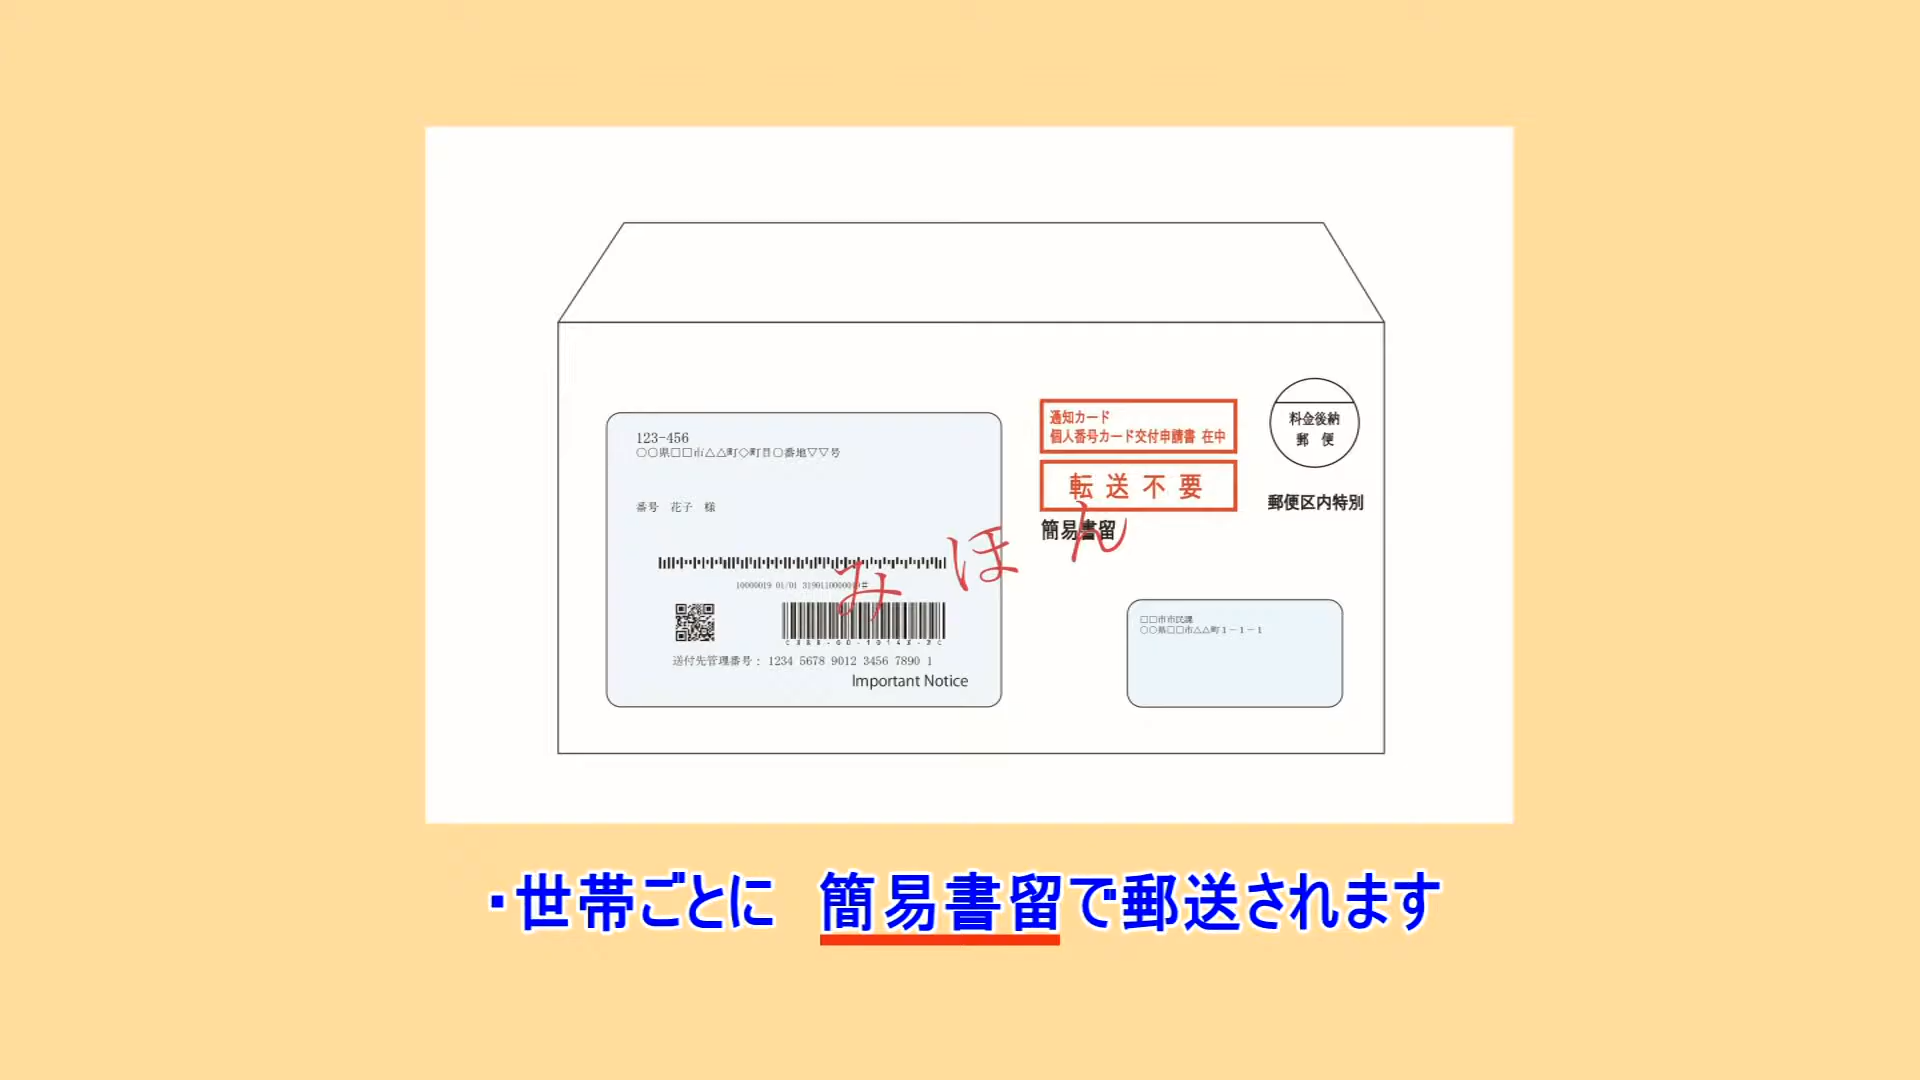 123-456
○○県□□市△△町◇町目○番地▽▽号
番号 花子 様
10000019 01/01 3190110000019#
送付先管理番号： 1234 5678 9012 3456 7890 1
Important Notice
通知カード
個人番号カード交付申請書 在中
転送不要
簡易書留
料金後納
郵便
郵便区内特別
みほん
□□市市民課
○○県□□市△△町1-1-1
・世帯ごとに 簡易書留で郵送されます